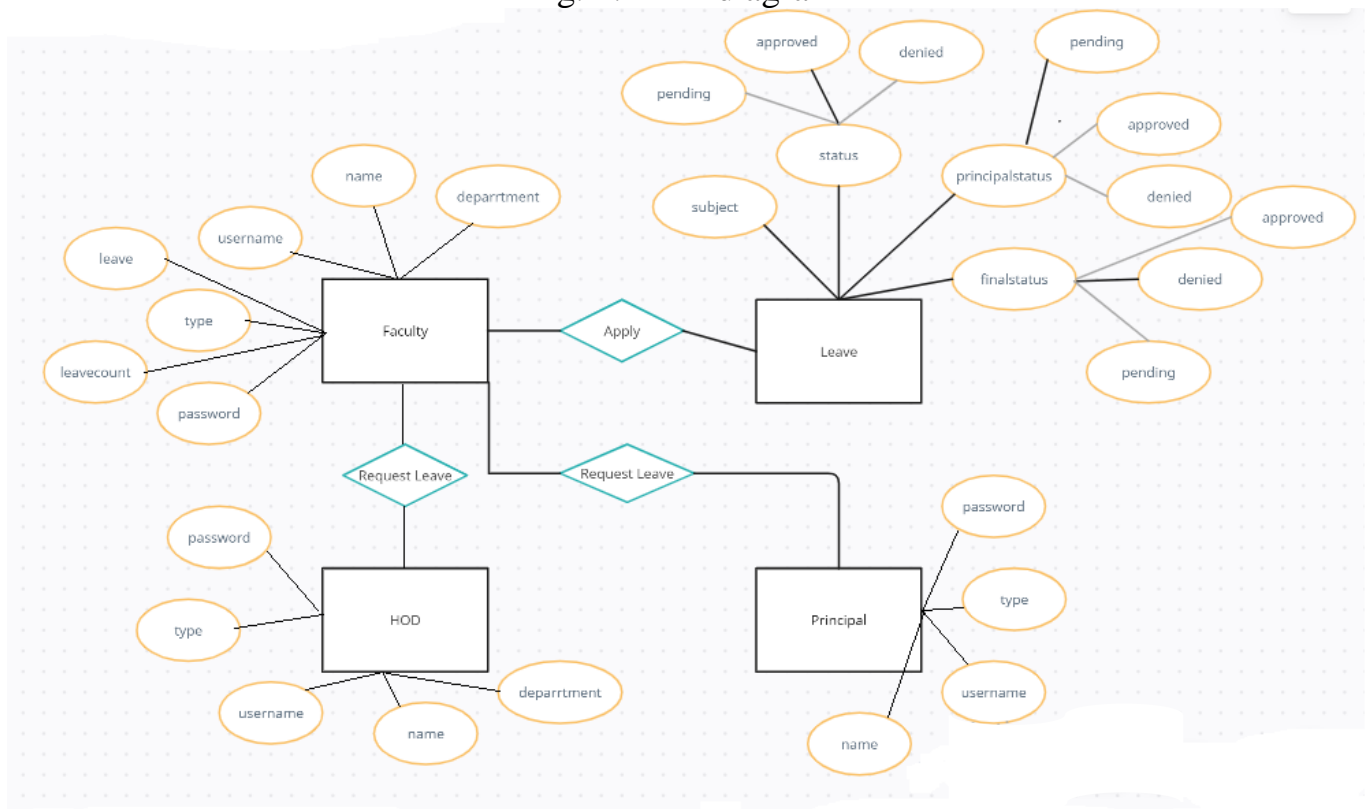 approved
denied
pending
pending
approved
status
name
principalstatus
deparrtment
denied
subject
approved
username
leave
finalstatus
denied
type
Faculty
Apply
Leave
leavecount
pending
password
Request Leave
Request Leave
password
password
type
type
HOD
Principal
username
deparrtment
username
name
name